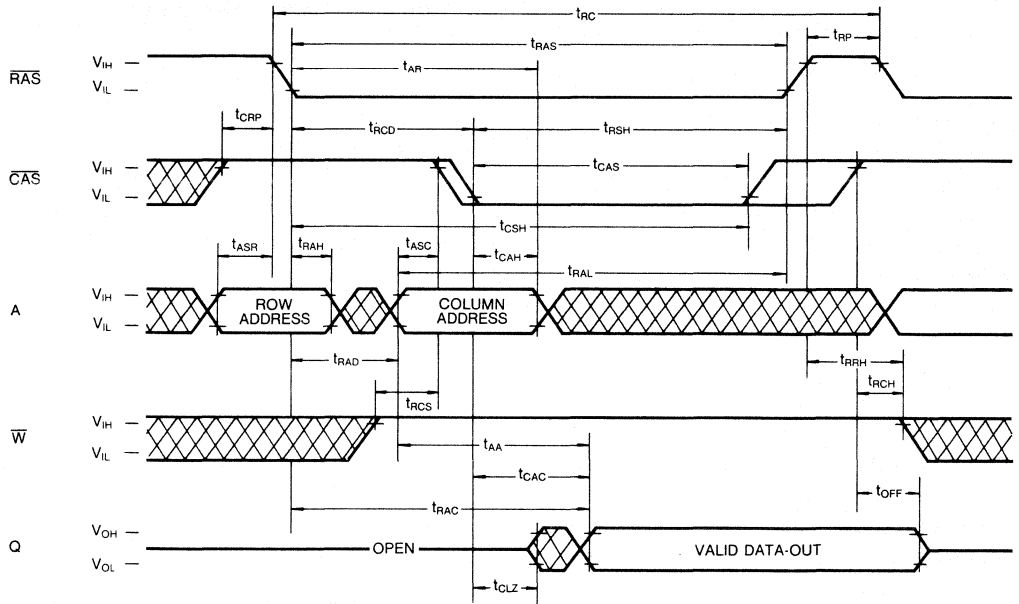 tRC
tRAS
tRP
tAR
RAS
VIH
VIL
tCRP
tRCD
tRSH
CAS
VIH
VIL
tCAS
tCSH
tASR
tRAH
tASC
tCAH
tRAL
A
VIH
VIL
ROW
ADDRESS
COLUMN
ADDRESS
tRAD
tRRH
tRCS
tRCH
W
VIH
VIL
tAA
tCAC
tOFF
tRAC
Q
VOH
VOL
OPEN
VALID DATA-OUT
tCLZ